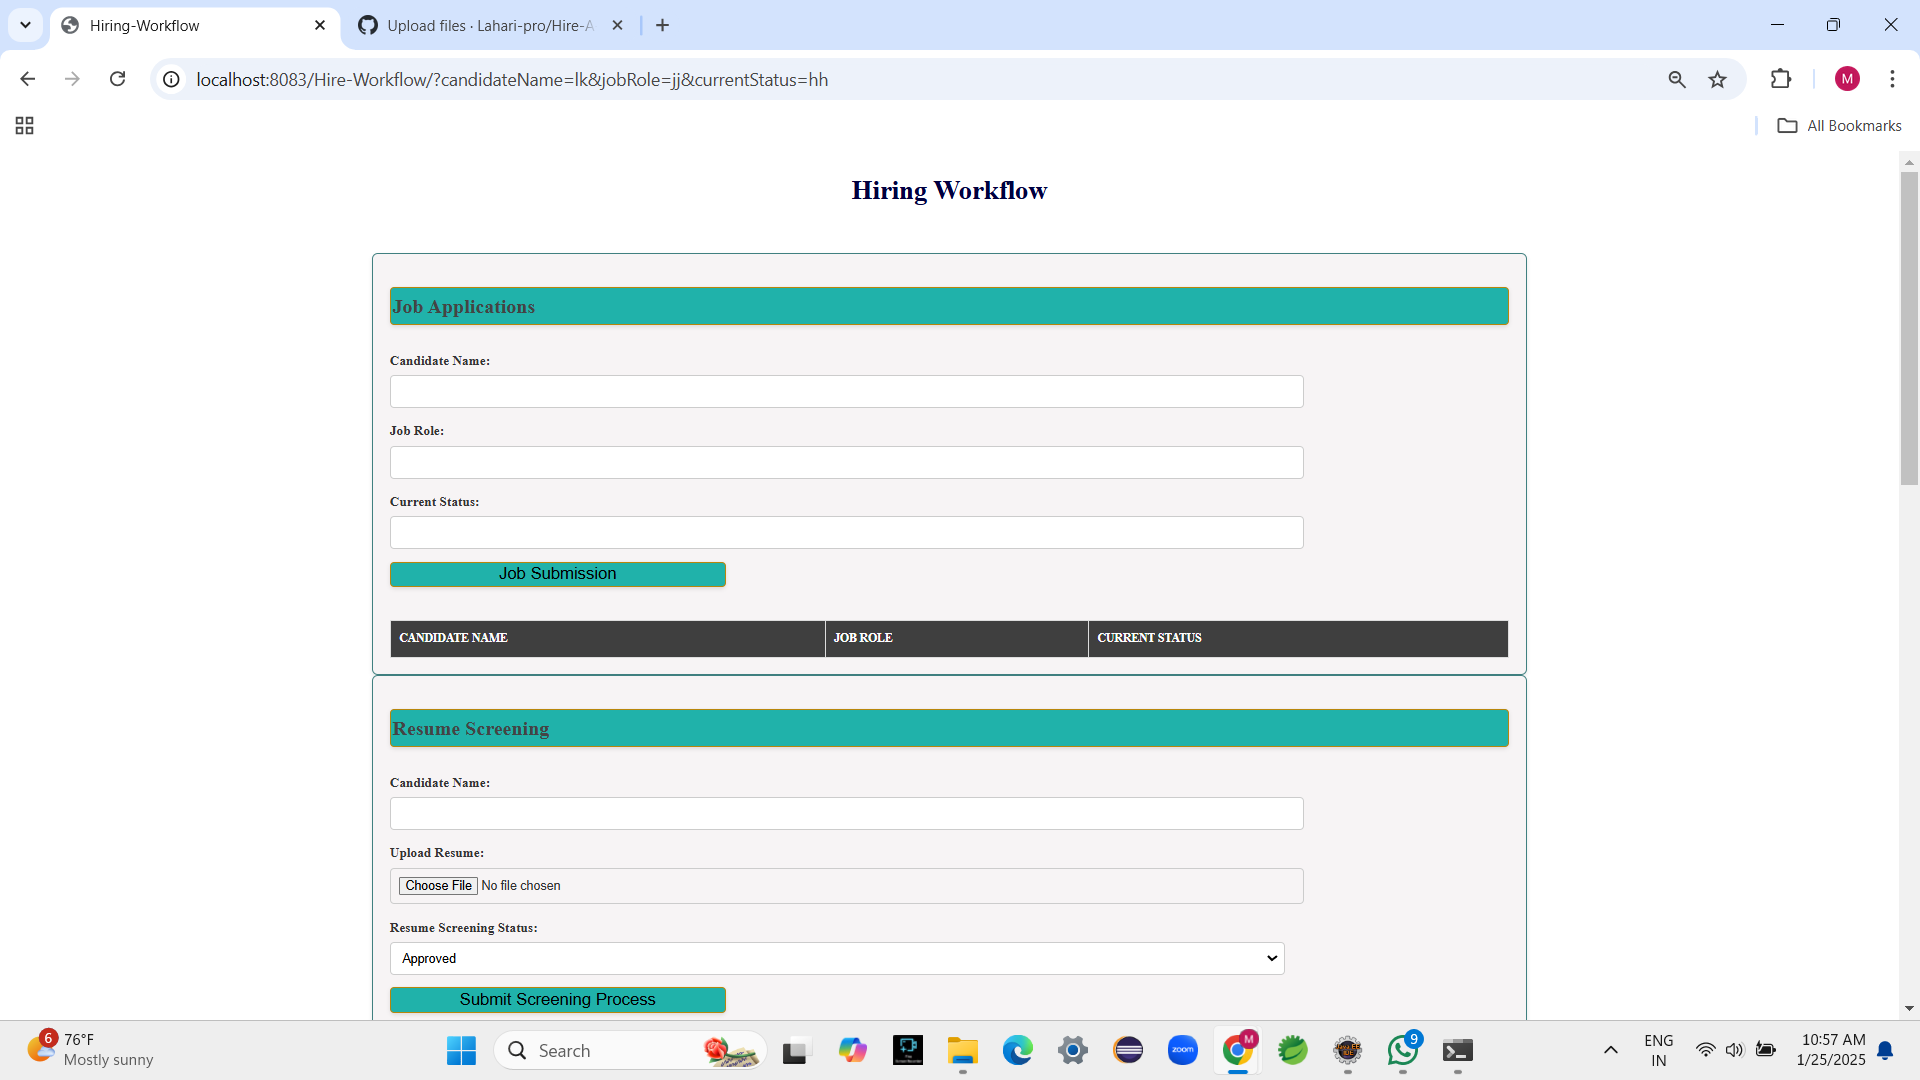 Hiring-Workflow
Upload files · Lahari-pro/Hire-A
localhost:8083/Hire-Workflow/?candidateName=lk&jobRole=jj&currentStatus=hh
M
All Bookmarks
Hiring Workflow
Job Applications
Candidate Name:
Job Role:
Current Status:
Job Submission
CANDIDATE NAME JOB ROLE CURRENT STATUS
Resume Screening
Candidate Name:
Upload Resume:
Choose File No file chosen
Resume Screening Status:
Approved
Submit Screening Process
6
76°F
Mostly sunny
Search
zoom
M
9
ENG
IN
10:57 AM
1/25/2025